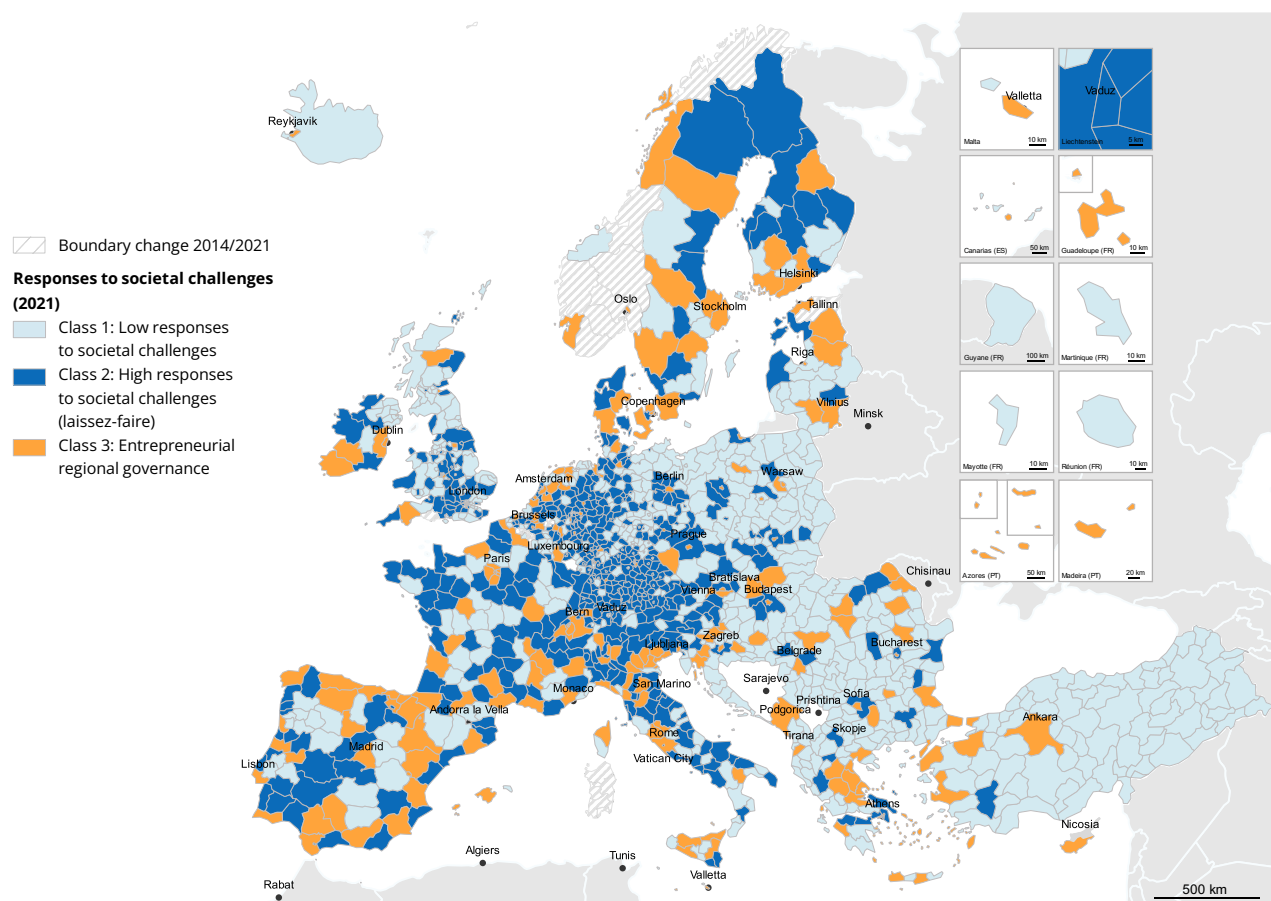 Boundary change 2014/2021
Responses to societal challenges
(2021)
Class 1: Low responses
to societal challenges
Class 2: High responses
to societal challenges
(laissez-faire)
Class 3: Entrepreneurial
regional governance
Reykjavik
Oslo
Helsinki
Tallinn
Stockholm
Riga
Copenhagen
Vilnius
Minsk
Dublin
London
Amsterdam
Berlin
Warsaw
Brussels
Luxembourg
Prague
Paris
Bratislava
Vienna
Budapest
Chisinau
Bern
Vaduz
Ljubljana
Zagreb
Belgrade
Bucharest
Monaco
San Marino
Sarajevo
Prishtina
Sofia
Podgorica
Skopje
Andorra la Vella
Madrid
Lisbon
Rome
Vatican City
Tirana
Ankara
Athens
Nicosia
Algiers
Tunis
Valletta
Rabat
500 km
Valletta
Malta
10 km
Vaduz
Liechtenstein
5 km
Canarias (ES)
50 km
Guadeloupe (FR)
10 km
Guyane (FR)
100 km
Martinique (FR)
10 km
Mayotte (FR)
10 km
Réunion (FR)
10 km
Azores (PT)
50 km
Madeira (PT)
20 km